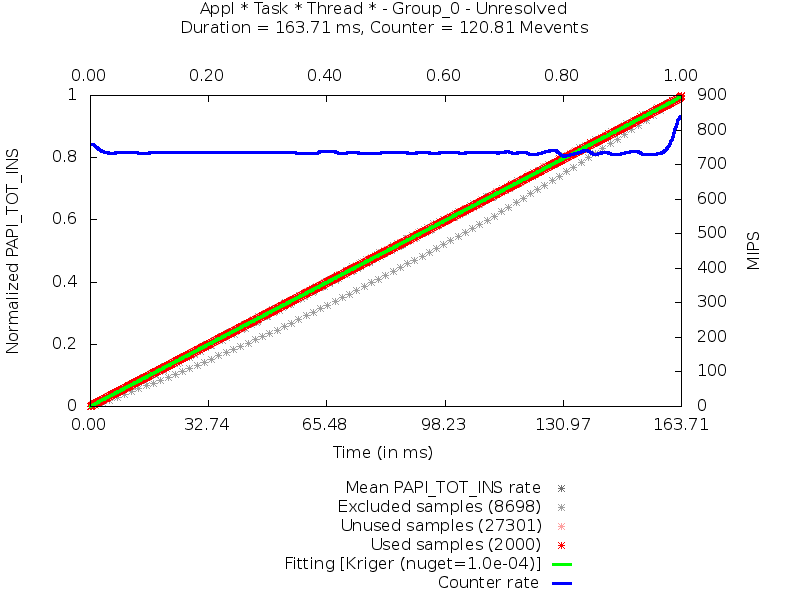 Appl * Task * Thread * - Group_0 - Unresolved
Duration = 163.71 ms, Counter = 120.81 Mevents
0.00 0.20 0.40 0.60 0.80 1.00
1 900
800
0.8 700
600
0.6 500
0.4 400
300
0.2 200
100
0 0
Normalized PAPI_TOT_INS
MIPS
0.00 32.74 65.48 98.23 130.97 163.71
Time (in ms)
Mean PAPI_TOT_INS rate
Excluded samples (8698)
Unused samples (27301)
Used samples (2000)
Fitting [Kriger (nuget=1.0e-04)]
Counter rate